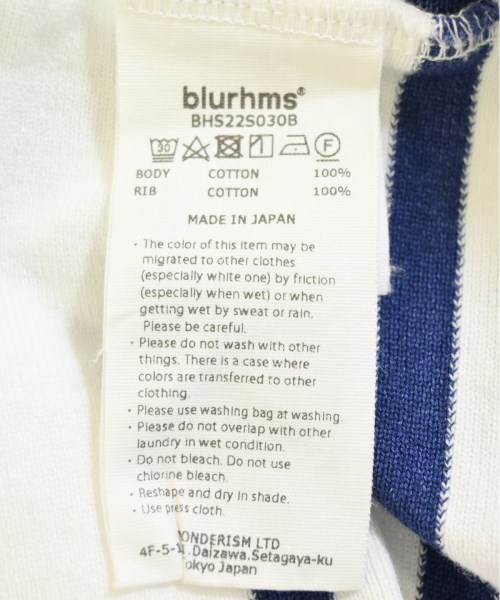 blurhms®
BHS22S030B
30 F
BODY COTTON 100%
RIB COTTON 100%
MADE IN JAPAN
· The color of this item may be
migrated to other clothes
(especially white one) by friction
(especially when wet) or when
getting wet by sweat or rain.
Please be careful.
· Please do not wash with other
things. There is a case where
colors are transferred to other
clothing.
· Please use washing bag at washing.
· Please do not overlap with other
laundry in wet condition.
· Do not bleach. Do not use
chlorine bleach.
· Reshape and dry in shade.
· Use press cloth.
ONDERISM LTD
4F-5-1 .Daizawa.Setagaya-ku
okyo Japan